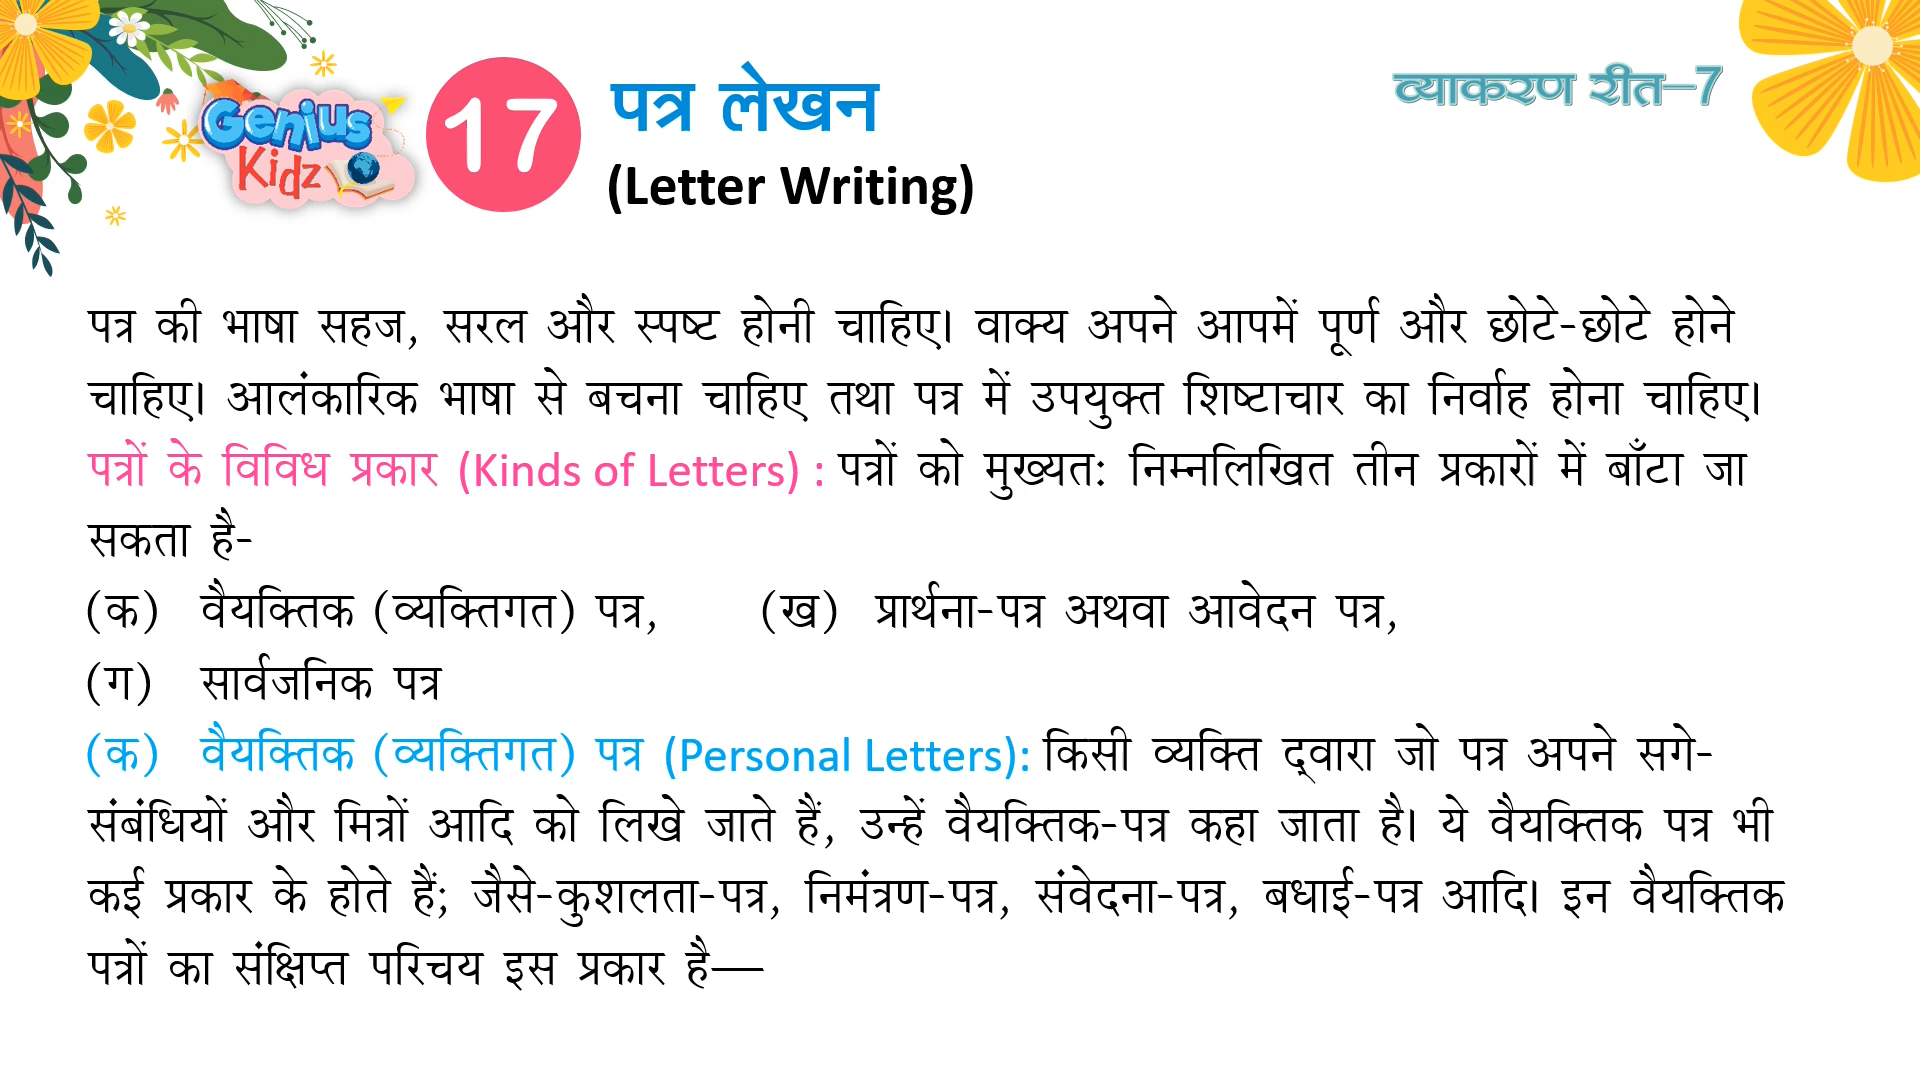 Genius
Kidz
17
पत्र लेखन
(Letter Writing)
व्याकरण रीत–7
पत्र की भाषा सहज, सरल और स्पष्ट होनी चाहिए। वाक्य अपने आपमें पूर्ण और छोटे-छोटे होने
चाहिए। आलंकारिक भाषा से बचना चाहिए तथा पत्र में उपयुक्त शिष्टाचार का निर्वाह होना चाहिए।
पत्रों के विविध प्रकार (Kinds of Letters) : पत्रों को मुख्यतः निम्नलिखित तीन प्रकारों में बाँटा जा
सकता है-
(क) वैयक्तिक (व्यक्तिगत) पत्र, (ख) प्रार्थना-पत्र अथवा आवेदन पत्र,
(ग) सार्वजनिक पत्र
(क) वैयक्तिक (व्यक्तिगत) पत्र (Personal Letters): किसी व्यक्ति द्‌वारा जो पत्र अपने सगे-
संबंधियों और मित्रों आदि को लिखे जाते हैं, उन्हें वैयक्तिक-पत्र कहा जाता है। ये वैयक्तिक पत्र भी
कई प्रकार के होते हैं; जैसे-कुशलता-पत्र, निमंत्रण-पत्र, संवेदना-पत्र, बधाई-पत्र आदि। इन वैयक्तिक
पत्रों का संक्षिप्त परिचय इस प्रकार है—